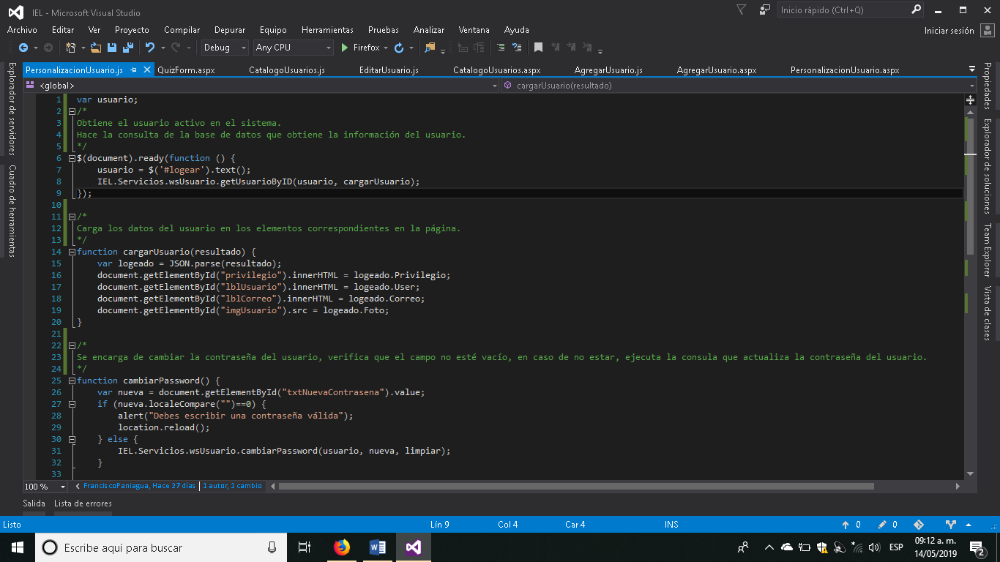 IEL - Microsoft Visual Studio
Inicio rápido (Ctrl+Q)
Archivo Editar Ver Proyecto Compilar Depurar Equipo Herramientas Pruebas Analizar Ventana Ayuda
Iniciar sesión
Debug Any CPU Firefox
PersonalizacionUsuario.js QuizForm.aspx CatalogoUsuarios.js EditarUsuario.js CatalogoUsuarios.aspx AgregarUsuario.js AgregarUsuario.aspx PersonalizacionUsuario.aspx
<global> cargarUsuario(resultado)
Explorador de servidores
Cuadro de herramientas
1 var usuario;
2 /*
3 Obtiene el usuario activo en el sistema.
4 Hace la consulta de la base de datos que obtiene la información del usuario.
5 */
6 $(document).ready(function () {
7 usuario = $('#logear').text();
8 IEL.Servicios.wsUsuario.getUsuarioByID(usuario, cargarUsuario);
9 });
10
11 /*
12 Carga los datos del usuario en los elementos correspondientes en la página.
13 */
14 function cargarUsuario(resultado) {
15 var logeado = JSON.parse(resultado);
16 document.getElementById("privilegio").innerHTML = logeado.Privilegio;
17 document.getElementById("lblUsuario").innerHTML = logeado.User;
18 document.getElementById("lblCorreo").innerHTML = logeado.Correo;
19 document.getElementById("imgUsuario").src = logeado.Foto;
20 }
21
22 /*
23 Se encarga de cambiar la contraseña del usuario, verifica que el campo no esté vacío, en caso de no estar, ejecuta la consula que actualiza la contraseña del usuario.
24 */
25 function cambiarPassword() {
26 var nueva = document.getElementById("txtNuevaContrasena").value;
27 if (nueva.localeCompare("")==0) {
28 alert("Debes escribir una contraseña válida");
29 location.reload();
30 } else {
31 IEL.Servicios.wsUsuario.cambiarPassword(usuario, nueva, limpiar);
32 }
33
Propiedades
Explorador de soluciones
Team Explorer
Vista de clases
100 % FranciscoPaniagua, Hace 27 días | 1 autor, 1 cambio
Salida Lista de errores
Listo Lín 9 Col 4 Car 4 INS 0 0
Escribe aquí para buscar
ESP
09:12 a. m.
14/05/2019
2